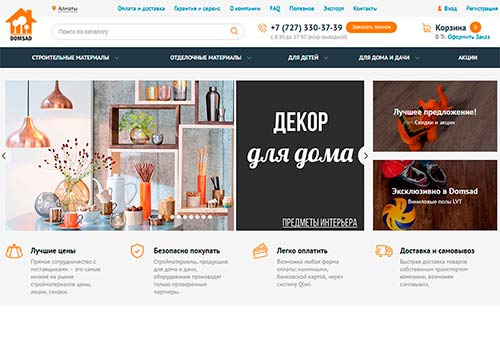 Алматы
Оплата и доставка
Гарантия и сервис
О компании
FAQ
Полезное
Экспорт
Контакты
Вход
Регистрация
DOMSAD
Поиск по каталогу
+7 (727) 330-37-39
Заказать звонок
с 8:30 до 17:30 (вскр-выходной)
Корзина
0
0 Тг. Оформить Заказ
СТРОИТЕЛЬНЫЕ МАТЕРИАЛЫ
ОТДЕЛОЧНЫЕ МАТЕРИАЛЫ
ДЛЯ ДЕТЕЙ
ДЛЯ ДОМА И ДАЧИ
АКЦИИ
ДЕКОР
для дома
ПРЕДМЕТЫ ИНТЕРЬЕРА
Лучшее предложение!
Скидки и акции
Эксклюзивно в Domsad
Виниловые полы LVT
Лучшие цены
Прямое сотрудничество с
поставщиками — это самые
низкие на рынке
стройматериалов цены,
акции, скидки.
Безопасно покупать
Стройматериалы, продукцию
для дома и дачи,
оборудование производят
только проверенные
партнеры.
Легко оплатить
Возможна любая форма
оплаты: наличными,
банковской картой, через
систему Qiwi.
Доставка и самовывоз
Быстрая доставка товаров
собственным транспортом
компании, возможен
самовывоз.